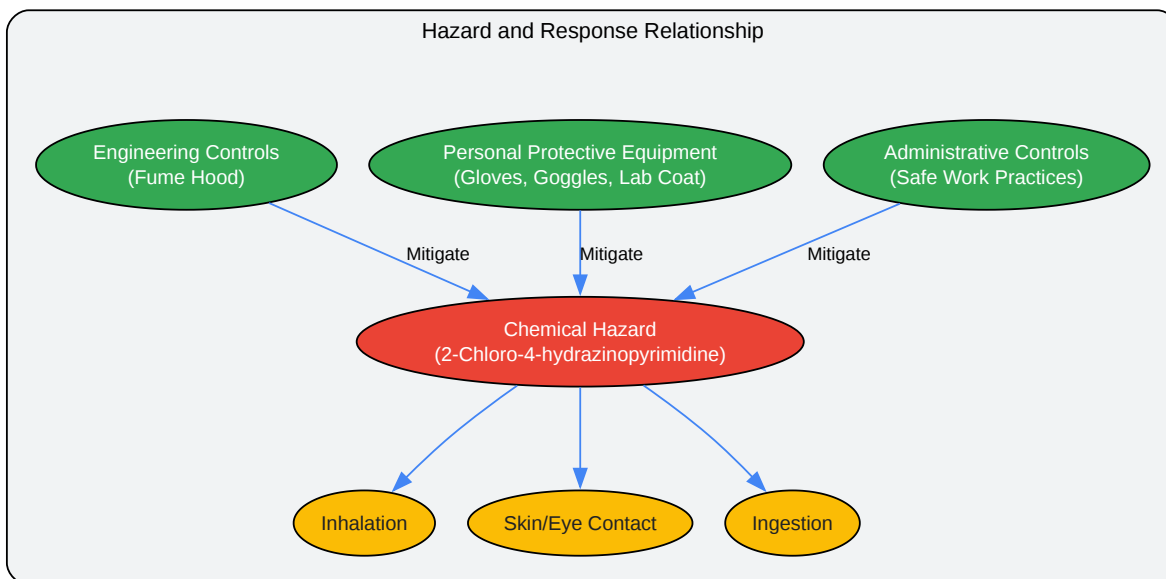 Hazard and Response Relationship
Engineering Controls
(Fume Hood)
Personal Protective Equipment
(Gloves, Goggles, Lab Coat)
Administrative Controls
(Safe Work Practices)
Mitigate
Mitigate
Mitigate
Chemical Hazard
(2-Chloro-4-hydrazinopyrimidine)
Inhalation
Skin/Eye Contact
Ingestion